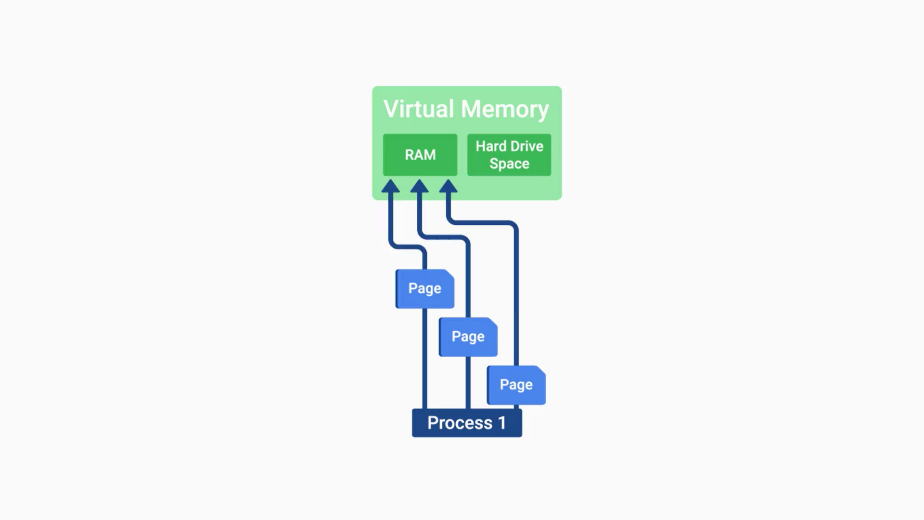 Virtual Memory
RAM
Hard Drive
Space
Page
Page
Page
Process 1